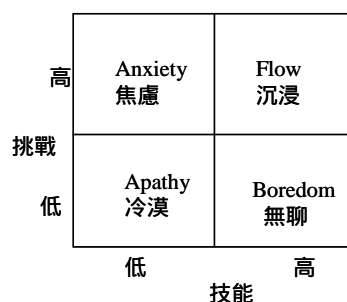 高
Anxiety
焦慮
Flow
沉浸
挑戰
低
Apathy
冷漠
Boredom
無聊
低
高
技能